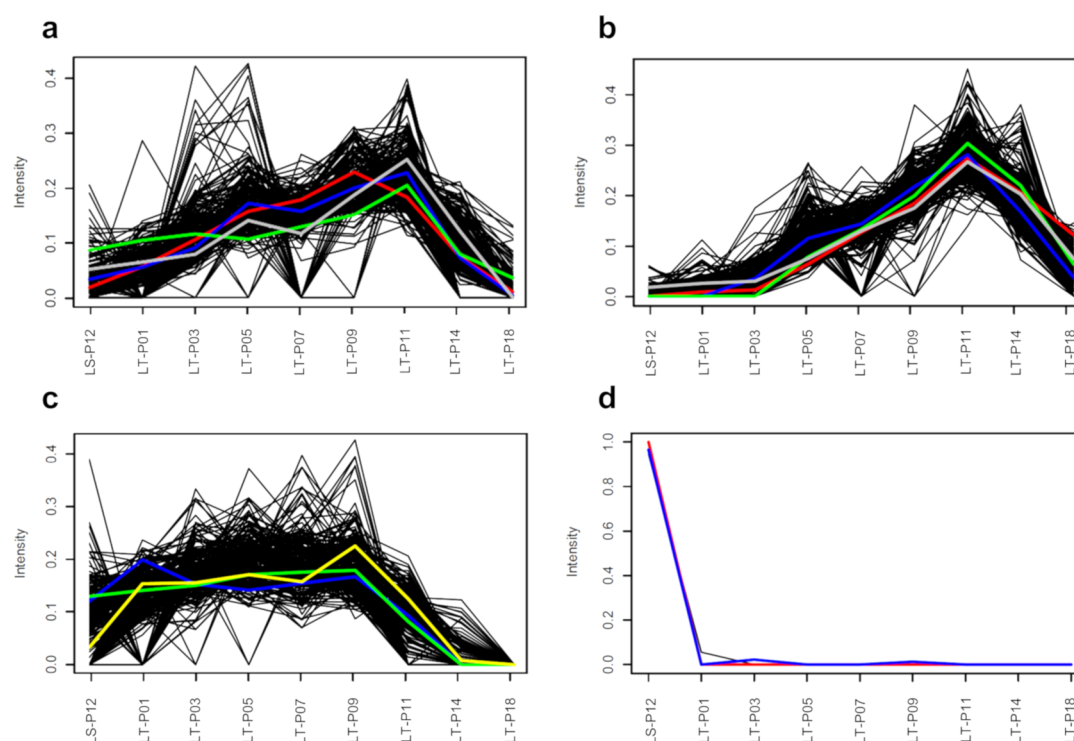 a
b
Intensity
0.0 0.1 0.2 0.3 0.4
LS-P12 LT-P01 LT-P03 LT-P05 LT-P07 LT-P09 LT-P11 LT-P14 LT-P18
Intensity
0.0 0.1 0.2 0.3 0.4
LS-P12 LT-P01 LT-P03 LT-P05 LT-P07 LT-P09 LT-P11 LT-P14 LT-P18
c
d
Intensity
0.0 0.1 0.2 0.3 0.4
LS-P12 LT-P01 LT-P03 LT-P05 LT-P07 LT-P09 LT-P11 LT-P14 LT-P18
Intensity
0.0 0.2 0.4 0.6 0.8 1.0
LS-P12 LT-P01 LT-P03 LT-P05 LT-P07 LT-P09 LT-P11 LT-P14 LT-P18